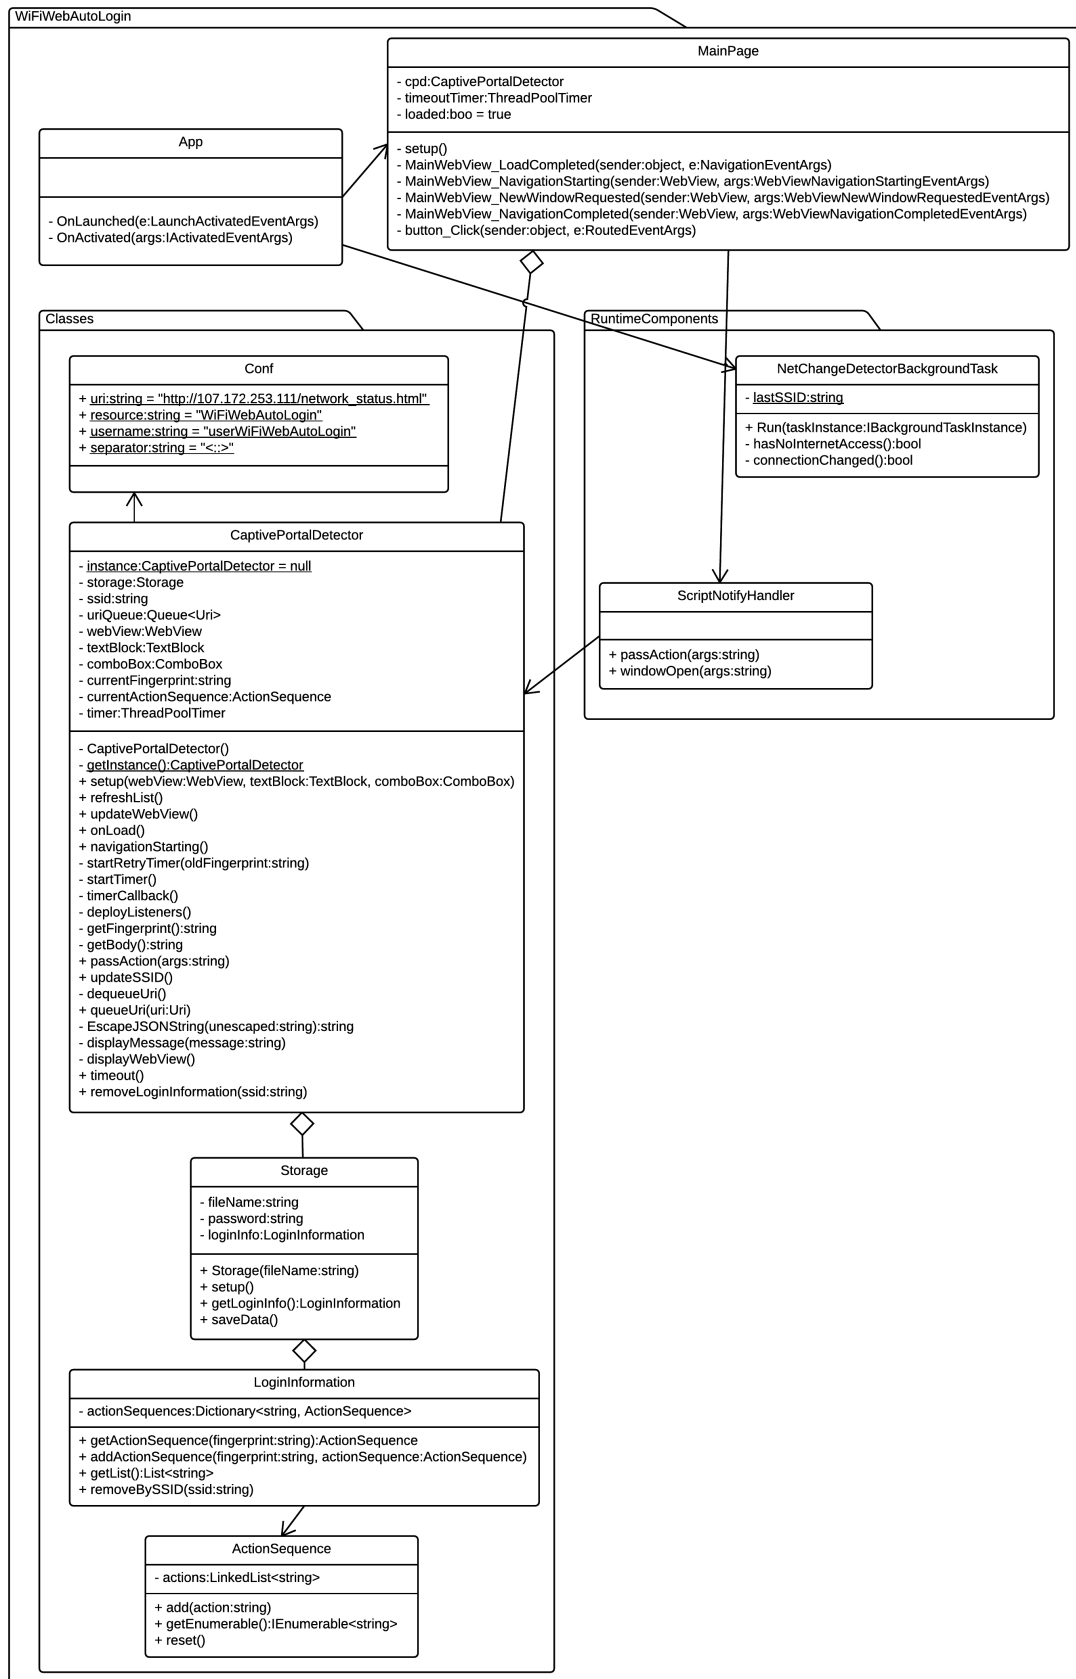 WiFiWebAutoLogin
MainPage
- cpd:CaptivePortalDetector
- timeoutTimer:ThreadPoolTimer
- loaded:boo = true
- setup()
- MainWebView_LoadCompleted(sender:object, e:NavigationEventArgs)
- MainWebView_NavigationStarting(sender:WebView, args:WebViewNavigationStartingEventArgs)
- MainWebView_NewWindowRequested(sender:WebView, args:WebViewNewWindowRequestedEventArgs)
- MainWebView_NavigationCompleted(sender:WebView, args:WebViewNavigationCompletedEventArgs)
- button_Click(sender:object, e:RoutedEventArgs)
App
- OnLaunched(e:LaunchActivatedEventArgs)
- OnActivated(args:IActivatedEventArgs)
Classes
Conf
+ uri:string = "http://107.172.253.111/network_status.html"
+ resource:string = "WiFiWebAutoLogin"
+ username:string = "userWiFiWebAutoLogin"
+ separator:string = "<::>"
RuntimeComponents
NetChangeDetectorBackgroundTask
- lastSSID:string
+ Run(taskInstance:IBackgroundTaskInstance)
- hasNoInternetAccess():bool
- connectionChanged():bool
ScriptNotifyHandler
+ passAction(args:string)
+ windowOpen(args:string)
CaptivePortalDetector
- instance:CaptivePortalDetector = null
- storage:Storage
- ssid:string
- uriQueue:Queue<Uri>
- webView:WebView
- textBlock:TextBlock
- comboBox:ComboBox
- currentFingerprint:string
- currentActionSequence:ActionSequence
- timer:ThreadPoolTimer
- CaptivePortalDetector()
- getInstance():CaptivePortalDetector
+ setup(webView:WebView, textBlock:TextBlock, comboBox:ComboBox)
+ refreshList()
+ updateWebView()
+ onLoad()
+ navigationStarting()
- startRetryTimer(oldFingerprint:string)
- startTimer()
- timerCallback()
- deployListeners()
- getFingerprint():string
- getBody():string
+ passAction(args:string)
+ updateSSID()
- dequeueUri()
+ queueUri(uri:Uri)
- EscapeJSONString(unescaped:string):string
- displayMessage(message:string)
- displayWebView()
+ timeout()
+ removeLoginInformation(ssid:string)
Storage
- fileName:string
- password:string
- loginInfo:LoginInformation
+ Storage(fileName:string)
+ setup()
+ getLoginInfo():LoginInformation
+ saveData()
LoginInformation
- actionSequences:Dictionary<string, ActionSequence>
+ getActionSequence(fingerprint:string):ActionSequence
+ addActionSequence(fingerprint:string, actionSequence:ActionSequence)
+ getList():List<string>
+ removeBySSID(ssid:string)
ActionSequence
- actions:LinkedList<string>
+ add(action:string)
+ getEnumerable():IEnumerable<string>
+ reset()